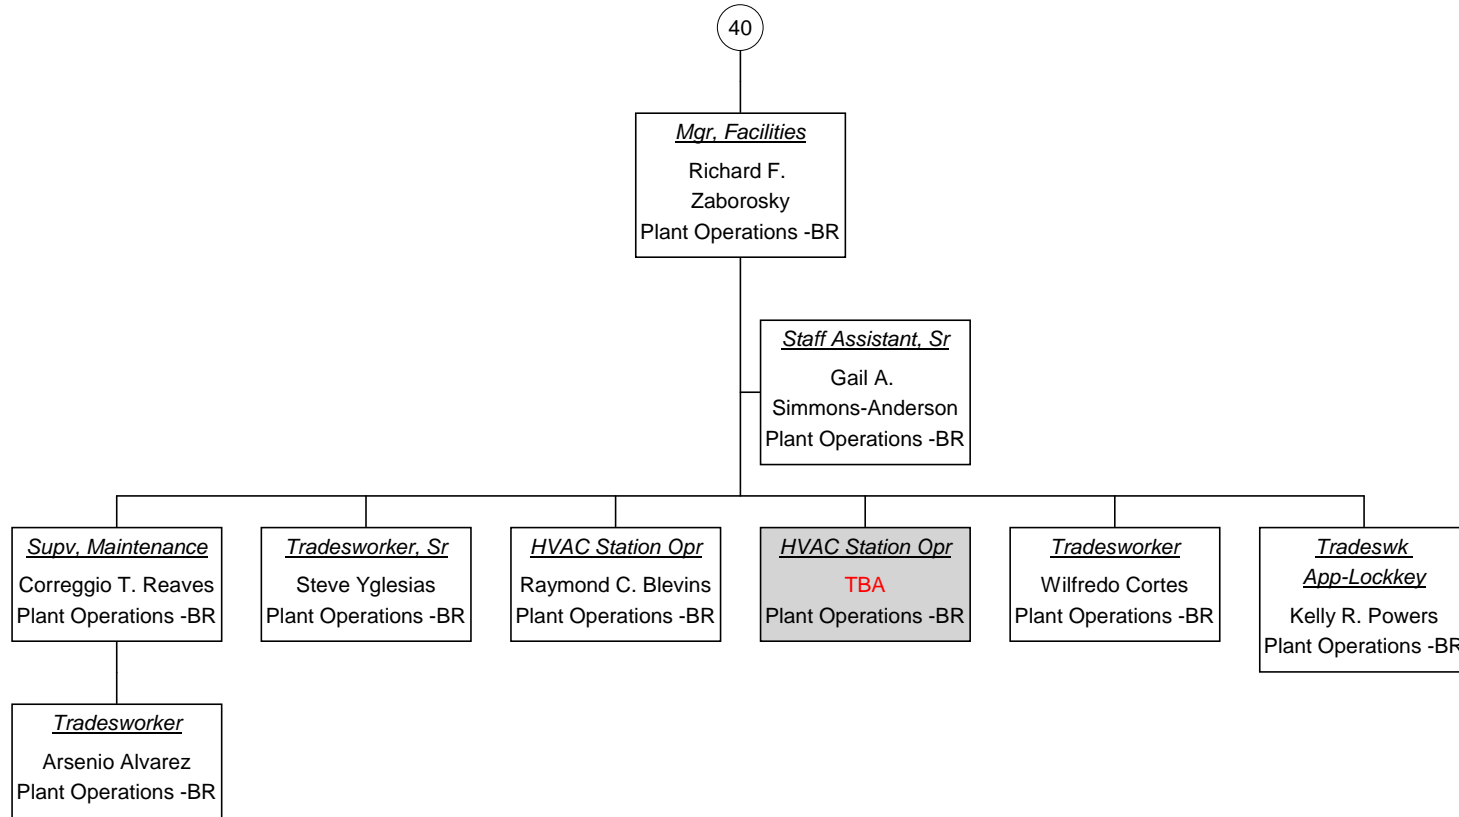 40
Mgr, Facilities
Richard F.
Zaborosky
Plant Operations -BR
Staff Assistant, Sr
Gail A.
Simmons-Anderson
Plant Operations -BR
Supv, Maintenance
Correggio T. Reaves
Plant Operations -BR
Tradesworker, Sr
Steve Yglesias
Plant Operations -BR
HVAC Station Opr
Raymond C. Blevins
Plant Operations -BR
HVAC Station Opr
TBA
Plant Operations -BR
Tradesworker
Wilfredo Cortes
Plant Operations -BR
Tradeswk
App-Lockkey
Kelly R. Powers
Plant Operations -BR
Tradesworker
Arsenio Alvarez
Plant Operations -BR